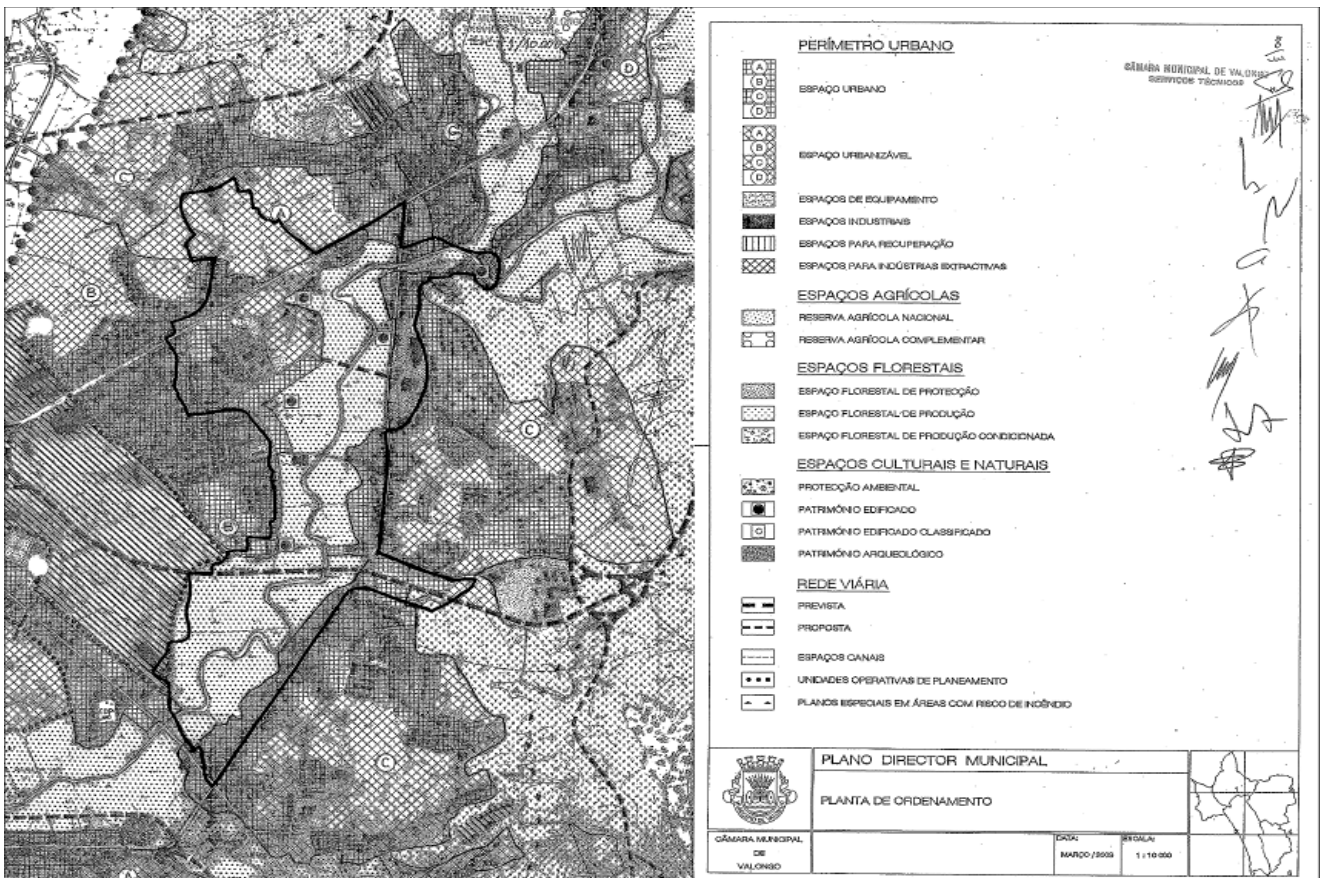 PERÍMETRO URBANO
CÂMARA MUNICIPAL DE VALONGO
SERVIÇOS TÉCNICOS
A
B
C
D
ESPAÇO URBANO
A
B
C
D
ESPAÇO URBANIZÁVEL
ESPAÇOS DE EQUIPAMENTO
ESPAÇOS INDUSTRIAIS
ESPAÇOS PARA RECUPERAÇÃO
ESPAÇOS PARA INDÚSTRIAS EXTRACTIVAS
ESPAÇOS AGRÍCOLAS
RESERVA AGRÍCOLA NACIONAL
RESERVA AGRÍCOLA COMPLEMENTAR
ESPAÇOS FLORESTAIS
ESPAÇO FLORESTAL DE PROTECÇÃO
ESPAÇO FLORESTAL DE PRODUÇÃO
ESPAÇO FLORESTAL DE PRODUÇÃO CONDICIONADA
ESPAÇOS CULTURAIS E NATURAIS
PROTECÇÃO AMBIENTAL
PATRIMÓNIO EDIFICADO
PATRIMÓNIO EDIFICADO CLASSIFICADO
PATRIMÓNIO ARQUEOLÓGICO
REDE VIÁRIA
PREVISTA
PROPOSTA
ESPAÇOS CANAIS
UNIDADES OPERATIVAS DE PLANEAMENTO
PLANOS ESPECIAIS EM ÁREAS COM RISCO DE INCÊNDIO
PLANO DIRECTOR MUNICIPAL
PLANTA DE ORDENAMENTO
CÂMARA MUNICIPAL
DE
VALONGO
DATA:
MARÇO /2003
ESCALA:
1 : 10 000
D
C
C
A
B
C
B
C
A